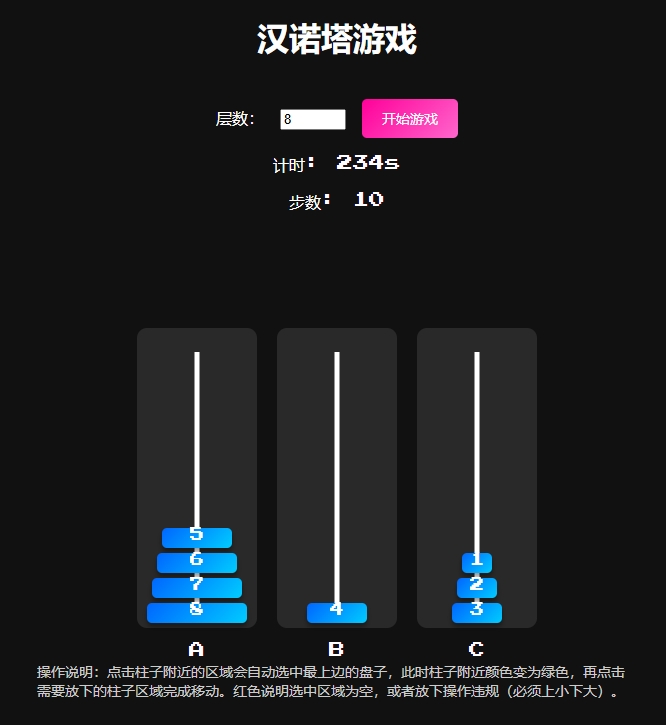 汉诺塔游戏
层数： 8 开始游戏
计时： 234s
步数： 10
5
6
7
8
4
1
2
3
A B C
操作说明：点击柱子附近的区域会自动选中最上边的盘子，此时柱子附近颜色变为绿色，再点击
需要放下的柱子区域完成移动。红色说明选中区域为空，或者放下操作违规（必须上小下大）。